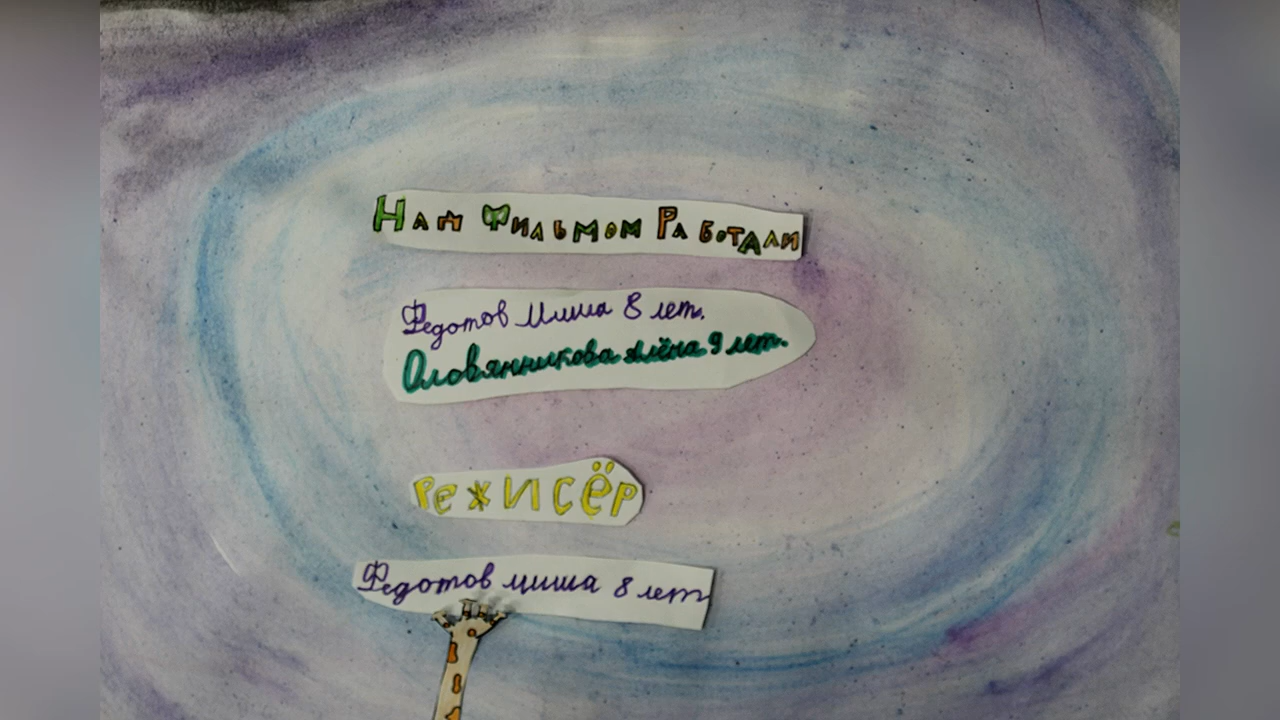 Над Фильмом Работали
Федотов Миша 8 лет.
Оловянникова Алёна 9 лет.
Режисёр
Федотов миша 8 лет